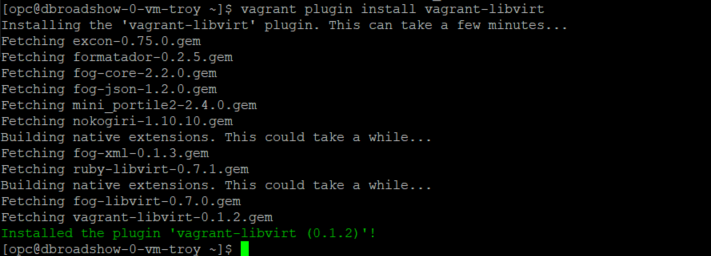 [opc@dbroadshow-0-vm-troy ~]$ vagrant plugin install vagrant-libvirt
Installing the 'vagrant-libvirt' plugin. This can take a few minutes...
Fetching excon-0.75.0.gem
Fetching formatador-0.2.5.gem
Fetching fog-core-2.2.0.gem
Fetching fog-json-1.2.0.gem
Fetching mini_portile2-2.4.0.gem
Fetching nokogiri-1.10.10.gem
Building native extensions. This could take a while...
Fetching fog-xml-0.1.3.gem
Fetching ruby-libvirt-0.7.1.gem
Building native extensions. This could take a while...
Fetching fog-libvirt-0.7.0.gem
Fetching vagrant-libvirt-0.1.2.gem
Installed the plugin 'vagrant-libvirt (0.1.2)'!
[opc@dbroadshow-0-vm-troy ~]$